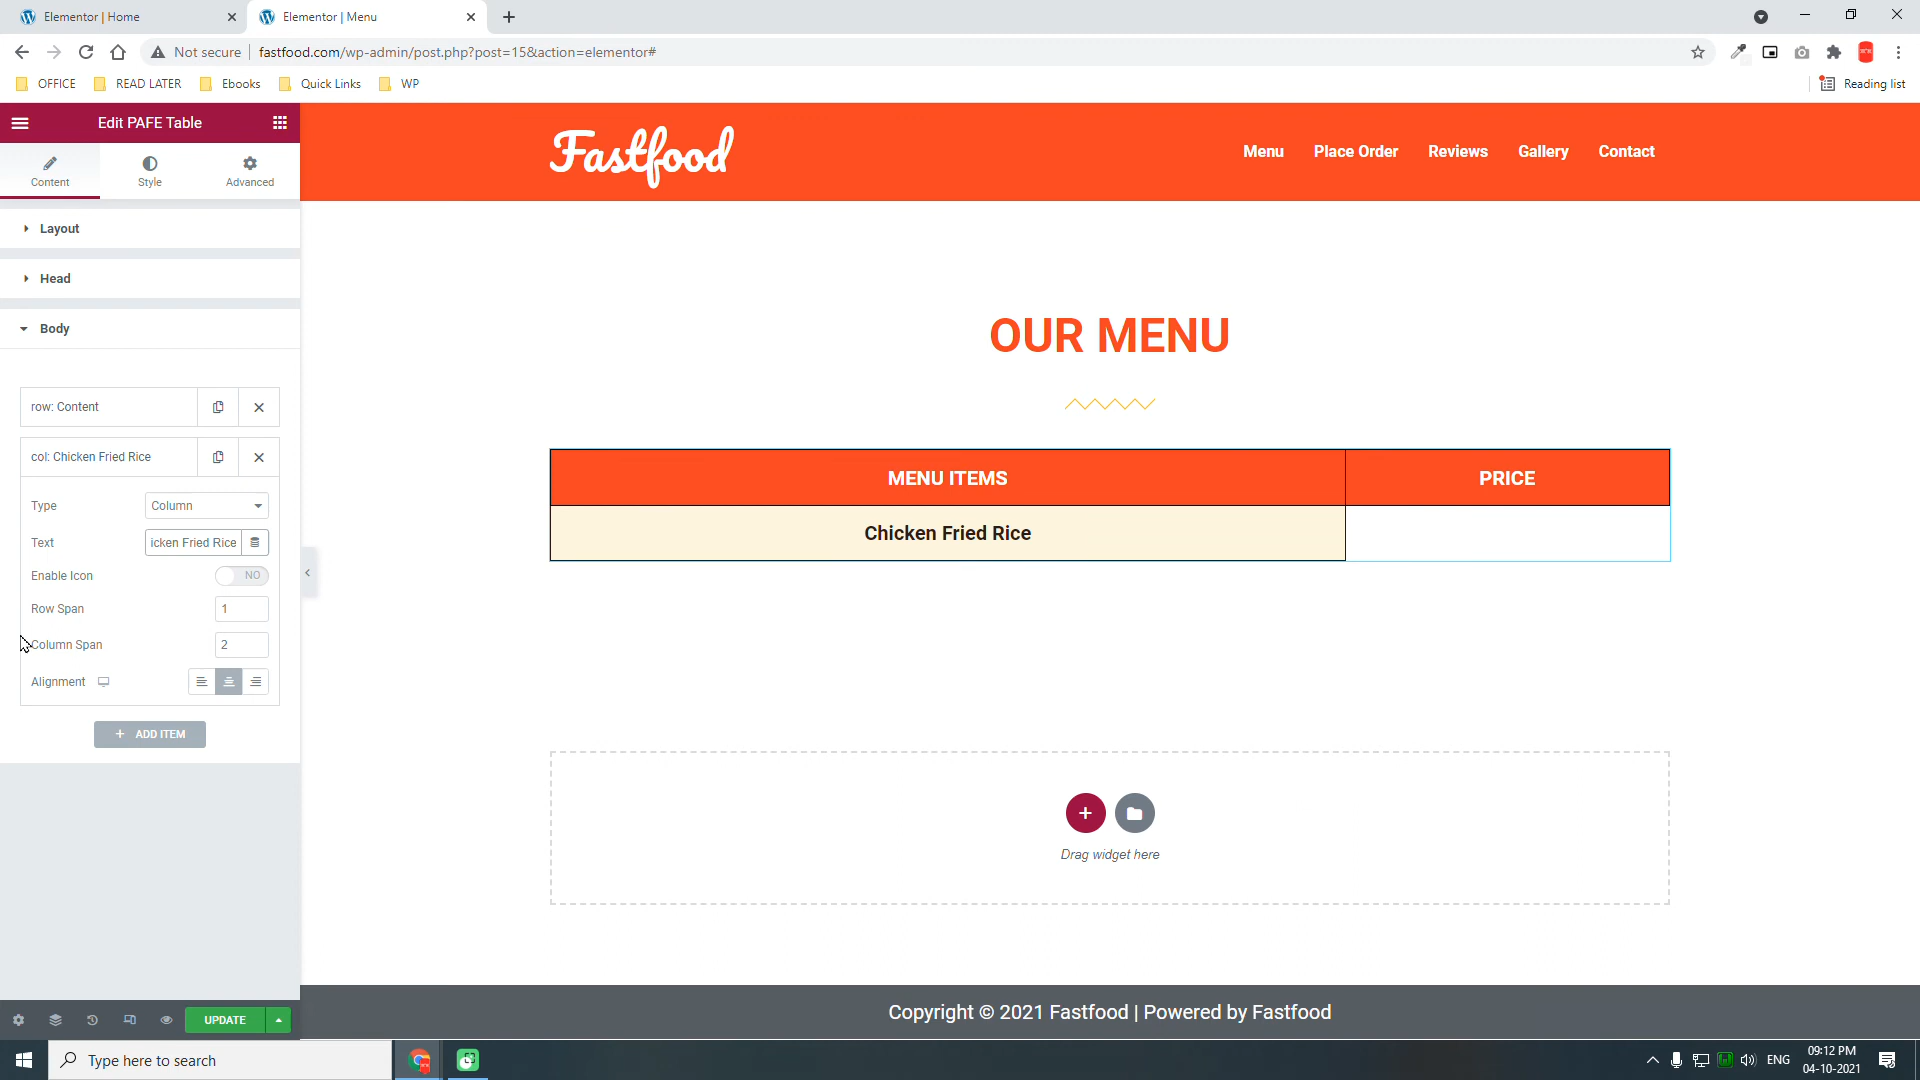 Elementor | Home
Elementor | Menu
Not secure
fastfood.com/wp-admin/post.php?post=15&action=elementor#
OFFICE
READ LATER
Ebooks
Quick Links
WP
Reading list
Edit PAFE Table
Content
Style
Advanced
Layout
Head
Body
row: Content
col: Chicken Fried Rice
Type
Column
Text
icken Fried Rice
Enable Icon
NO
Row Span
1
Column Span
2
Alignment
ADD ITEM
UPDATE
Fastfood
Menu
Place Order
Reviews
Gallery
Contact
OUR MENU
MENU ITEMS
PRICE
Chicken Fried Rice
Drag widget here
Copyright © 2021 Fastfood | Powered by Fastfood
Type here to search
ENG
09:12 PM
04-10-2021